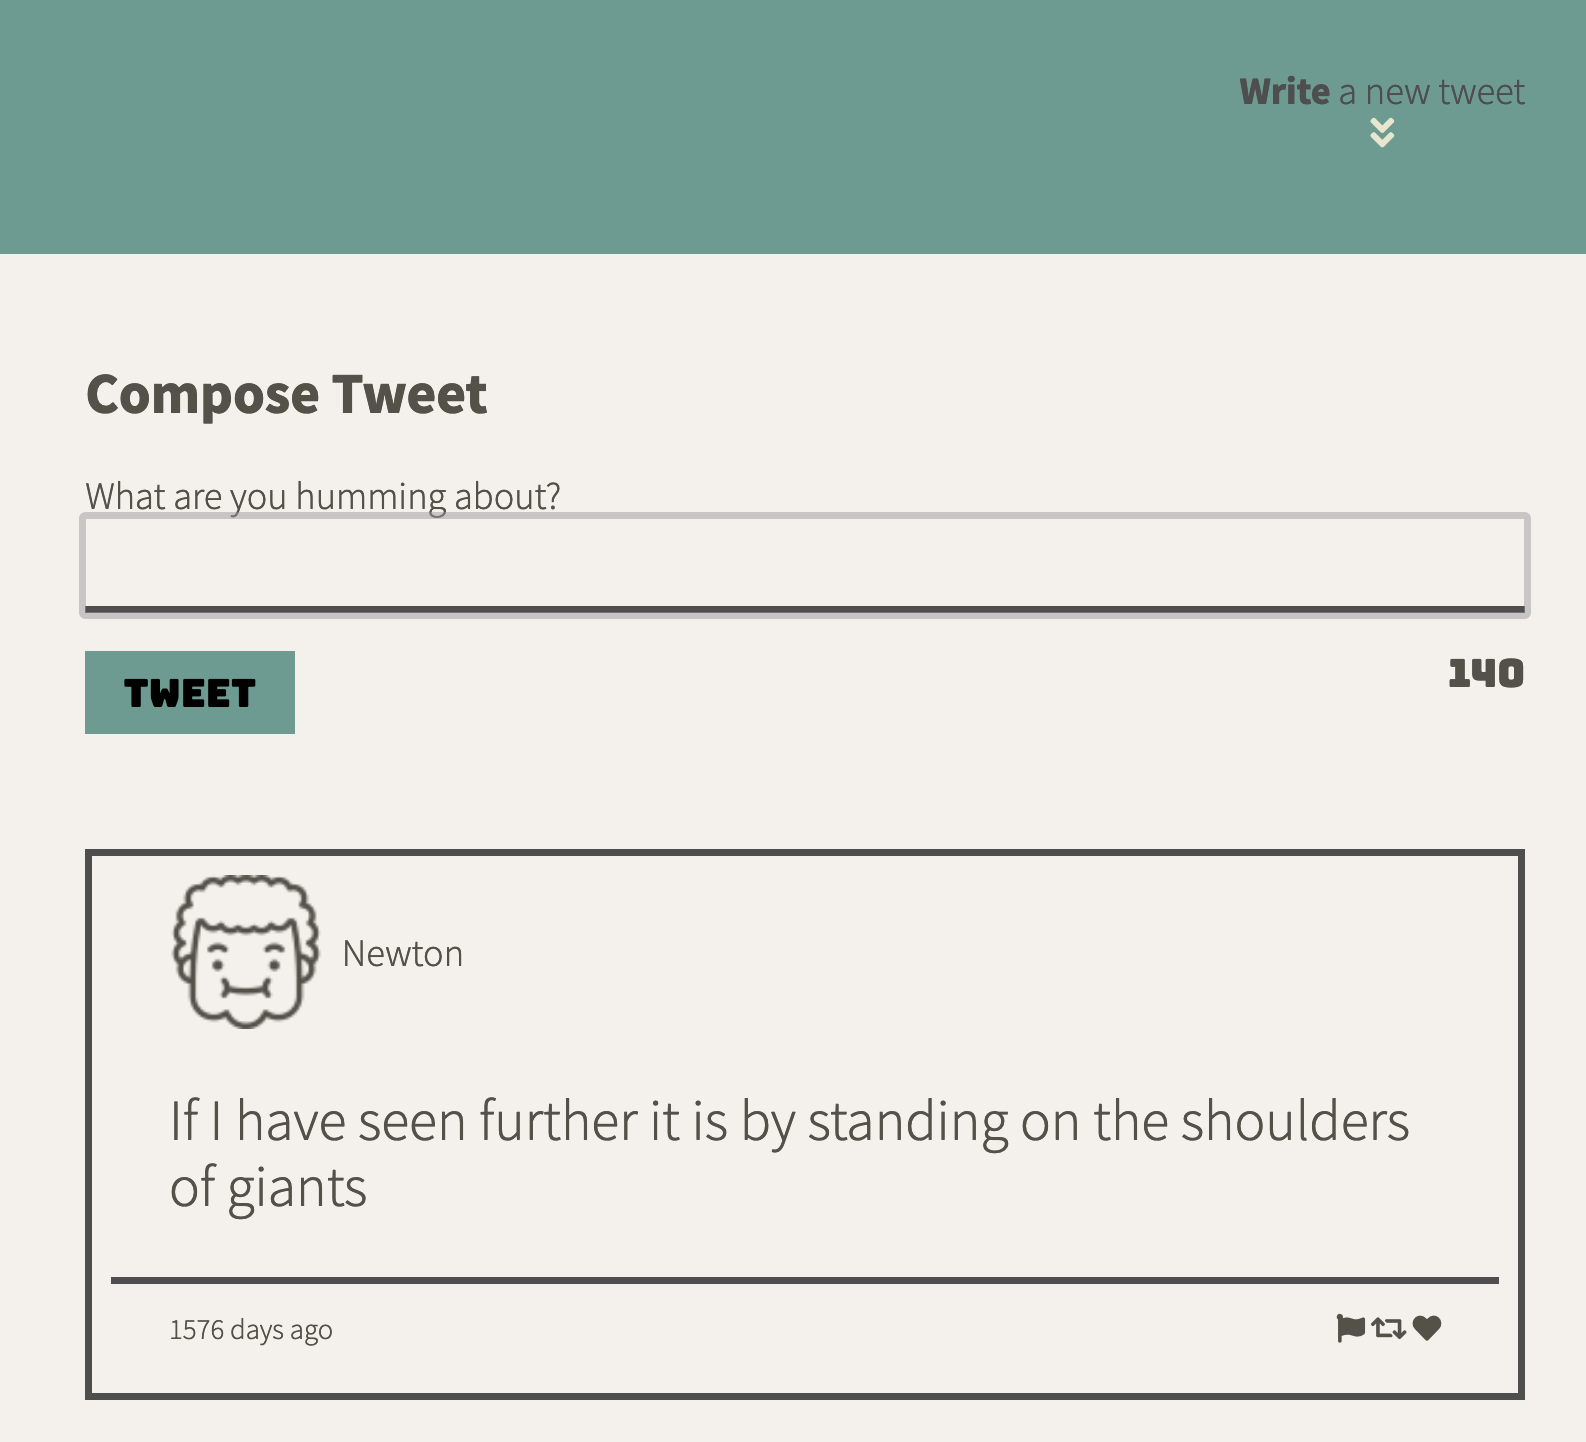 Write a new tweet
Compose Tweet
What are you humming about?
TWEET
140
Newton
If I have seen further it is by standing on the shoulders
of giants
1576 days ago